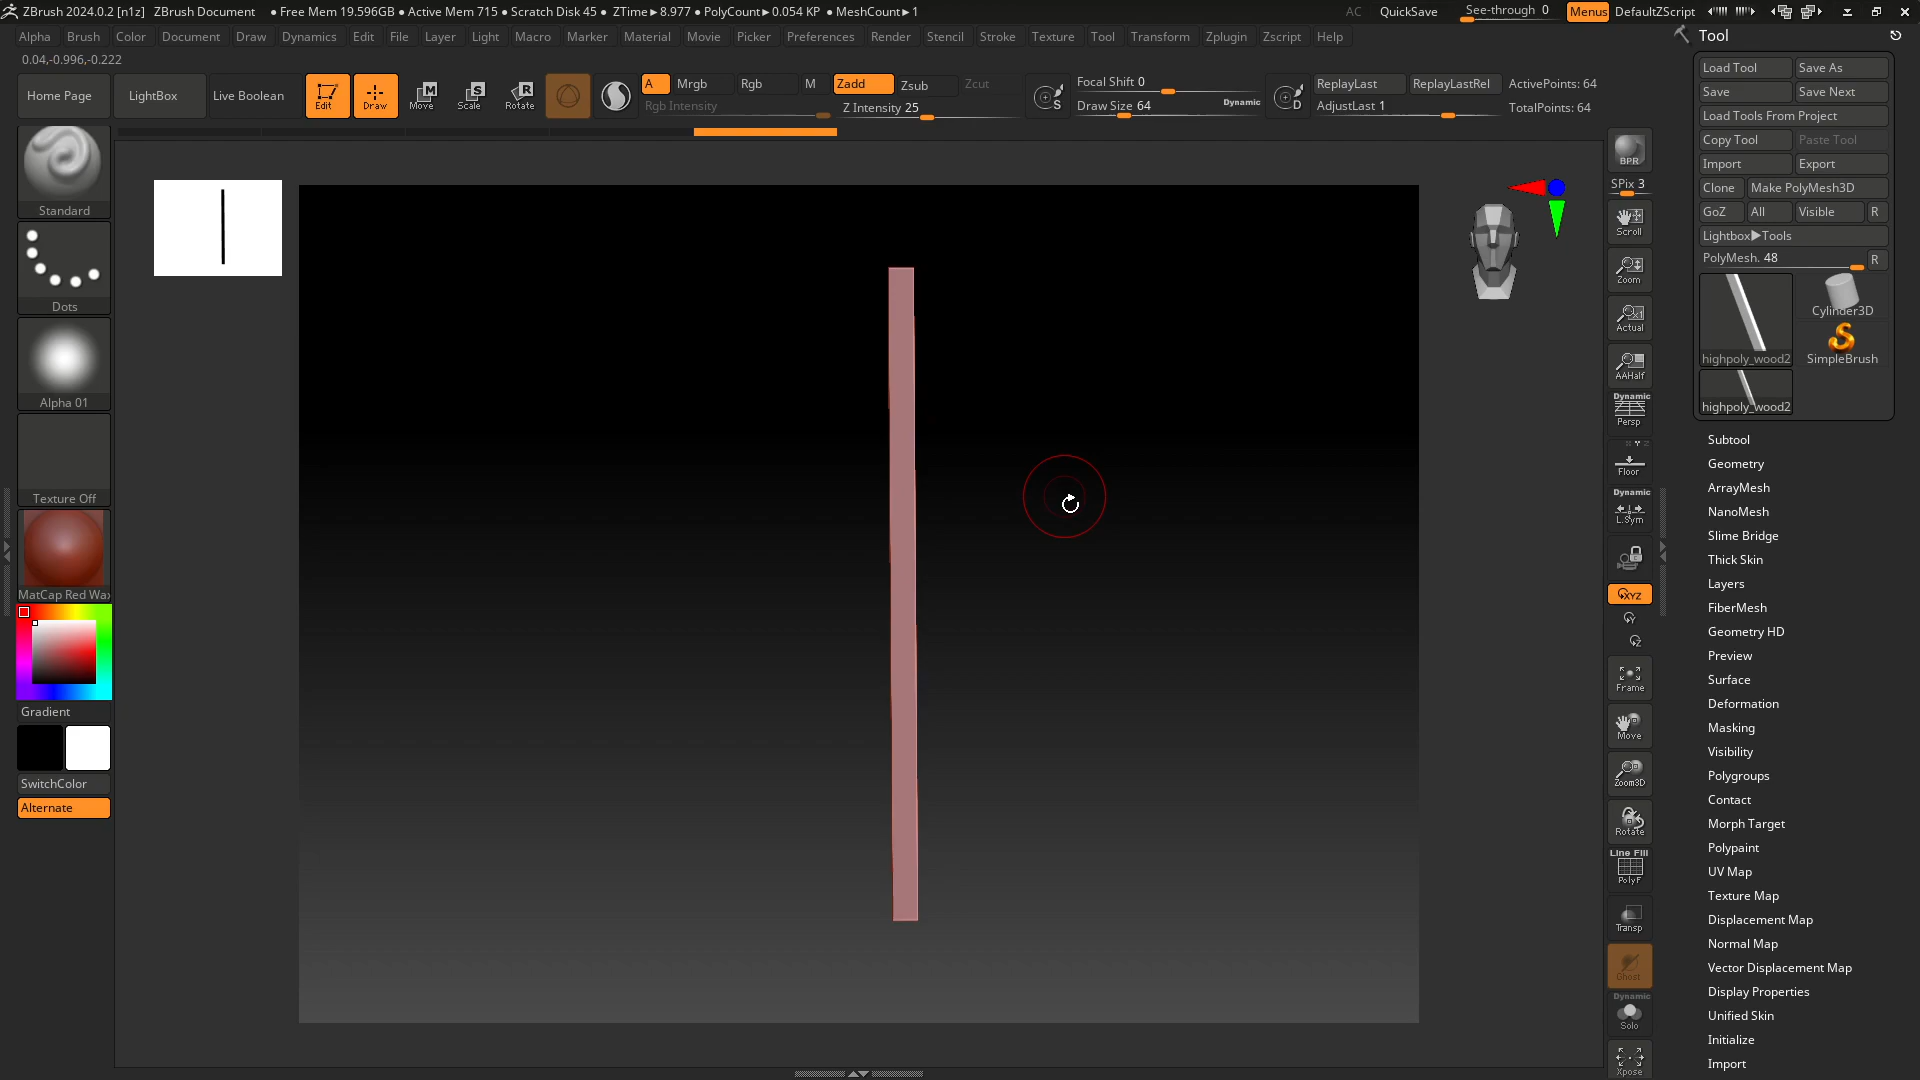 ZBrush 2024.0.2 [n1z] ZBrush Document ● Free Mem 19.596GB ● Active Mem 715 ● Scratch Disk 45 ● ZTime▶8.977 ● PolyCount▶0.054 KP ● MeshCount▶1 AC QuickSave See-through 0 Menus DefaultZScript
Alpha Brush Color Document Draw Dynamics Edit File Layer Light Macro Marker Material Movie Picker Preferences Render Stencil Stroke Texture Tool Transform Zplugin Zscript Help
0.04,-0.996,-0.222
Home Page LightBox Live Boolean Edit Draw Move Scale Rotate
A Mrgb Rgb M Zadd Zsub Zcut
Rgb Intensity Z Intensity 25
Focal Shift 0
Draw Size 64 Dynamic
ReplayLast ReplayLastRel ActivePoints: 64
AdjustLast 1 TotalPoints: 64
Standard
Dots
Alpha 01
Texture Off
MatCap Red Wax
Gradient
SwitchColor
Alternate
BPR
SPix 3
Scroll
Zoom
Actual
AAHalf
Dynamic
Persp
Floor
Dynamic
L.Sym
XYZ
Y
Z
Frame
Move
Zoom3D
Rotate
Line Fill
PolyF
Transp
Ghost
Dynamic
Solo
Xpose
Tool
Load Tool Save As
Save Save Next
Load Tools From Project
Copy Tool Paste Tool
Import Export
Clone Make PolyMesh3D
GoZ All Visible R
Lightbox▶Tools
PolyMesh. 48 R
Cylinder3D
highpoly_wood2 SimpleBrush
highpoly_wood2
Subtool
Geometry
ArrayMesh
NanoMesh
Slime Bridge
Thick Skin
Layers
FiberMesh
Geometry HD
Preview
Surface
Deformation
Masking
Visibility
Polygroups
Contact
Morph Target
Polypaint
UV Map
Texture Map
Displacement Map
Normal Map
Vector Displacement Map
Display Properties
Unified Skin
Initialize
Import